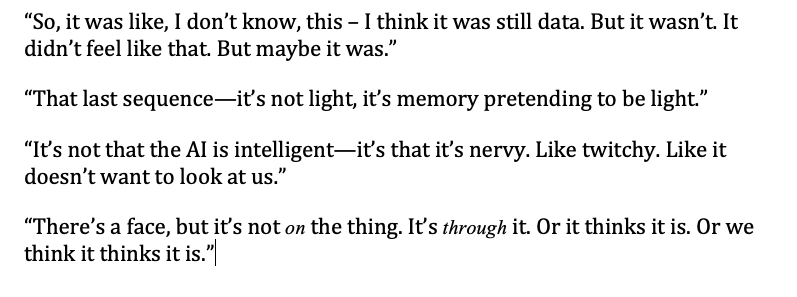 “So, it was like, I don’t know, this – I think it was still data. But it wasn’t. It
didn’t feel like that. But maybe it was.”
“That last sequence—it’s not light, it’s memory pretending to be light.”
“It’s not that the AI is intelligent—it’s that it’s nervy. Like twitchy. Like it
doesn’t want to look at us.”
“There’s a face, but it’s not on the thing. It’s through it. Or it thinks it is. Or we
think it thinks it is.”